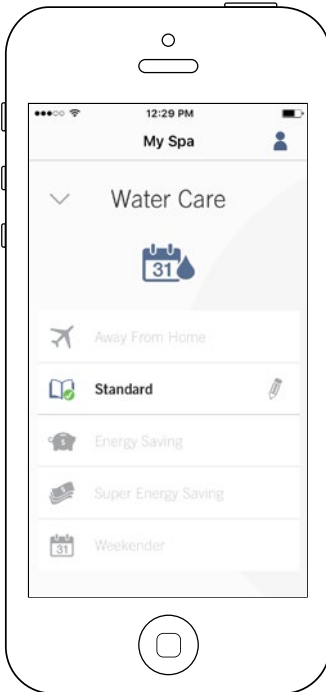 12:29 PM
My Spa
Water Care
31
Away From Home
Standard
Energy Saving
Super Energy Saving
31
Weekender